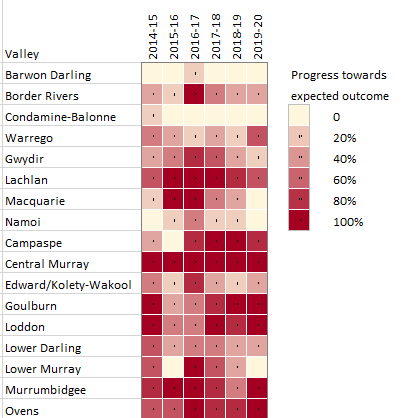 Valley 2014-15 2015-16 2016-17 2017-18 2018-19 2019-20
Barwon Darling
Border Rivers
Condamine-Balonne
Warrego
Gwydir
Lachlan
Macquarie
Namoi
Campaspe
Central Murray
Edward/Kolety-Wakool
Goulburn
Loddon
Lower Darling
Lower Murray
Murrumbidgee
Ovens
Progress towards
expected outcome
0
20%
40%
60%
80%
100%